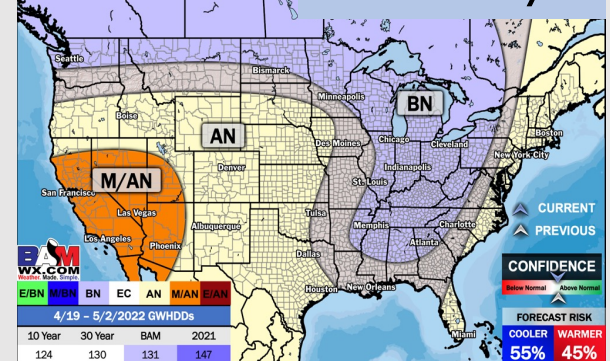 Seattle
Bismarck
Minneapolis
BN
Boise
AN
Boston
Des Moines
Chicago
Cleveland
New York City
Denver
Indianapolis
M/AN
San Francisco
St. Louis
Las Vegas
CURRENT
Los Angeles
Albuquerque
Tulsa
Memphis
Charlotte
PREVIOUS
Phoenix
Atlanta
Dallas
BAM
WX.COM
Weather. Made. Simple.
Houston
New Orleans
CONFIDENCE
Below Normal
Above Normal
E/BN M/BN BN EC AN M/AN E/AN
4/19 – 5/2/2022 GWHDDs
Miami
FORECAST RISK
10 Year 30 Year BAM 2021
COOLER WARMER
124 130 131 147
55% 45%